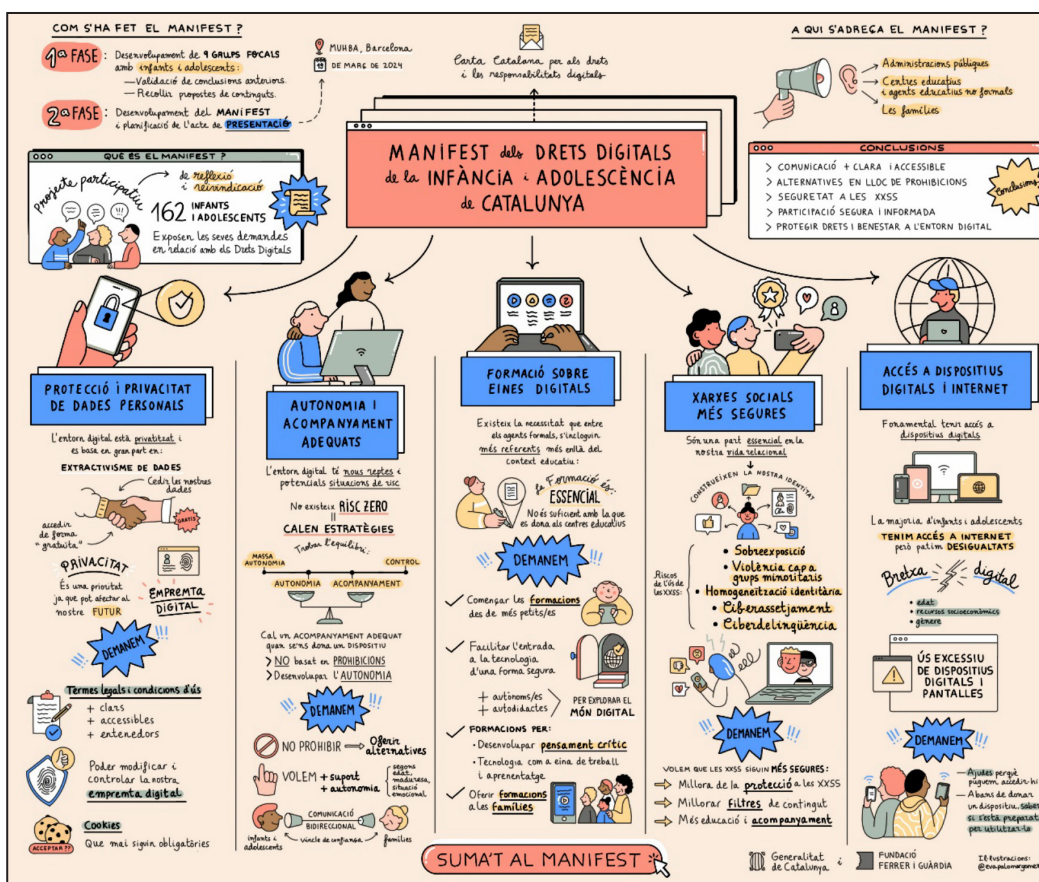 COM S'HA FET EL MANIFEST?
1ª FASE: Desenvolupament de 9 GRUPS FOCALS
amb infants i adolescents:
— Validació de conclusions anteriors.
— Recollir propostes de continguts.
2ª FASE: Desenvolupament del MANIFEST
i planificació de l'acte de PRESENTACIÓ
MUHBA, Barcelona
DE MARÇ DE 2024
Carta Catalana per als drets
i les responsabilitats digitals
A QUI S'ADREÇA EL MANIFEST?
Administracions públiques
Centres educatius
i agents educatius no formals
Les famílies
MANIFEST dels DRETS DIGITALS
de la INFÀNCIA i ADOLESCÈNCIA
de CATALUNYA
QUÈ ÉS EL MANIFEST?
Projecte participatiu
de reflexió
i reivindicació
162 INFANTS
I ADOLESCENTS
Exposen les seves demandes
en relació amb els Drets Digitals
CONCLUSIONS
> COMUNICACIÓ + CLARA I ACCESSIBLE
> ALTERNATIVES EN LLOC DE PROHIBICIONS
> SEGURETAT A LES XXSS
> PARTICIPACIÓ SEGURA I INFORMADA
> PROTEGIR DRETS I BENESTAR A L'ENTORN DIGITAL
Conclusions
PROTECCIÓ I PRIVACITAT
DE DADES PERSONALS
L'entorn digital està privatitzat i
es basa en gran part en:
EXTRACTIVISME DE DADES
Cedir les nostres
dades
accedir
de forma
"gratuïta"
GRATIS
PRIVACITAT
És una prioritat
ja que pot afectar al
nostre FUTUR
EMPREMTA
DIGITAL
DEMANEM
Termes legals i condicions d'ús
+ clars
+ accessibles
+ entenedors
Poder modificar i
controlar la nostra
empremta digital
Cookies
Que mai siguin obligatòries
ACCEPTAR??
AUTONOMIA I
ACOMPANYAMENT
ADEQUATS
L'entorn digital té nous reptes i
potencials situacions de risc
No existeix RISC ZERO
=
CALEN ESTRATÈGIES
Trobar l'equilibri:
MASSA
AUTONOMIA
CONTROL
AUTONOMIA
ACOMPANYAMENT
Cal un ACOMPANYAMENT ADEQUAT
quan se'ns dona un DISPOSITIU
> NO basat en PROHIBICIONS
> Desenvolupar l'AUTONOMIA
DEMANEM
NO PROHIBIR → Oferir
alternatives
VOLEM + suport
+ autonomia
segons
edat,
maduresa,
situació
emocional
COMUNICACIÓ
BIDIRECCIONAL
infants i
adolescents
vincle de confiança
famílies
FORMACIÓ SOBRE
EINES DIGITALS
Existeix la necessitat que entre
els agents formals, s'incloguin
més referents més enllà del
context educatiu:
la Formació és:
ESSENCIAL
No és suficient amb la que
es dona als centres educatius
DEMANEM
Començar les formacions
des de més petits/es
Facilitar l'entrada
a la tecnologia
d'una forma segura
+ autònoms/es
+ autodidactes
PER EXPLORAR EL
MÓN DIGITAL
FORMACIONS PER:
· Desenvolupar pensament crític
· Tecnologia com a eina de treball
i aprenentatge
Oferir formacions
a les famílies
XARXES SOCIALS
MÉS SEGURES
Són una part essencial en la
nostra vida relacional
CONSTRUEIXEN LA NOSTRA IDENTITAT
Riscos
de l'ús de
les XXSS:
• Sobreexposició
• Violència cap a
grups minoritaris
• Homogeneïtzació identitària
• Ciberassetjament
• Ciberdelinqüència
DEMANEM
VOLEM QUE LES XXSS SIGUIN MÉS SEGURES:
→ Millora de la protecció a les XXSS
→ Millorar filtres de contingut
→ Més educació i acompanyament
ACCÉS A DISPOSITIUS
DIGITALS I INTERNET
Fonamental tenir accés a
dispositius digitals
La majoria d'infants i adolescents
TENIM ACCÉS A INTERNET
però patim DESIGUALTATS
Bretxa digital
• edat
• recursos socioeconòmics
• gènere
ÚS EXCESSIU
DE DISPOSITIUS
DIGITALS I
PANTALLES
DEMANEM
Ajudes perquè
puguem accedir-hi
Abans de donar
un dispositiu, saber
si s'està preparat
per utilitzar-lo
SUMA'T AL MANIFEST
Generalitat
de Catalunya
i
FUNDACIÓ
FERRER I GUÀRDIA
Il·lustracions: